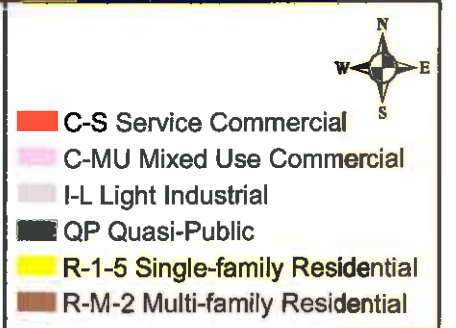 N
W E
S
C-S Service Commercial
C-MU Mixed Use Commercial
I-L Light Industrial
QP Quasi-Public
R-1-5 Single-family Residential
R-M-2 Multi-family Residential